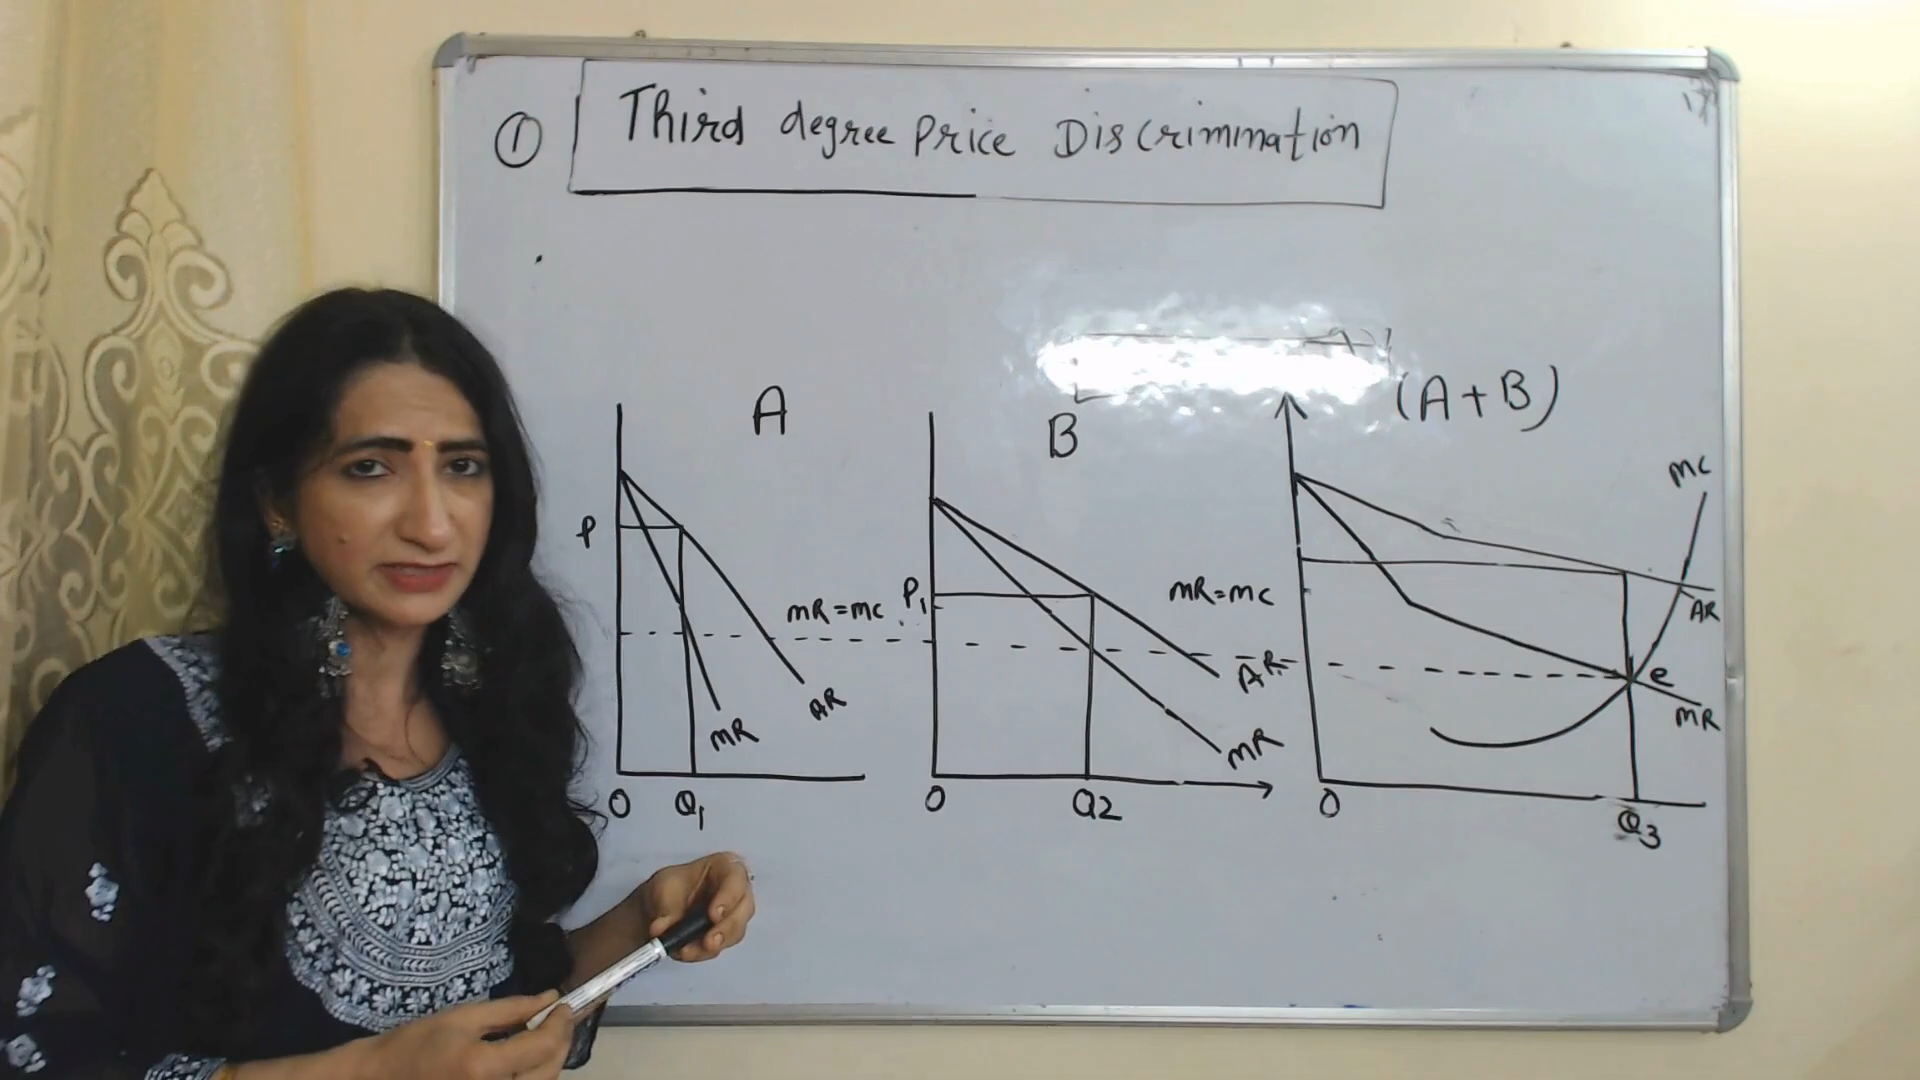 ① Third degree Price Discrimination
A
B
(A+B)
MC
P
MR=MC
P1
MR=MC
AR
AR
AR
e
MR
MR
MR
O
Q1
O
Q2
O
Q3